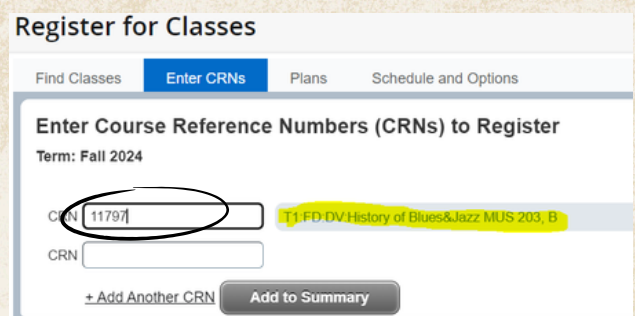 Register for Classes
Find Classes Enter CRNs Plans Schedule and Options
Enter Course Reference Numbers (CRNs) to Register
Term: Fall 2024
CRN 11797 T1:FD:DV:History of Blues&Jazz MUS 203, B
CRN
+ Add Another CRN Add to Summary